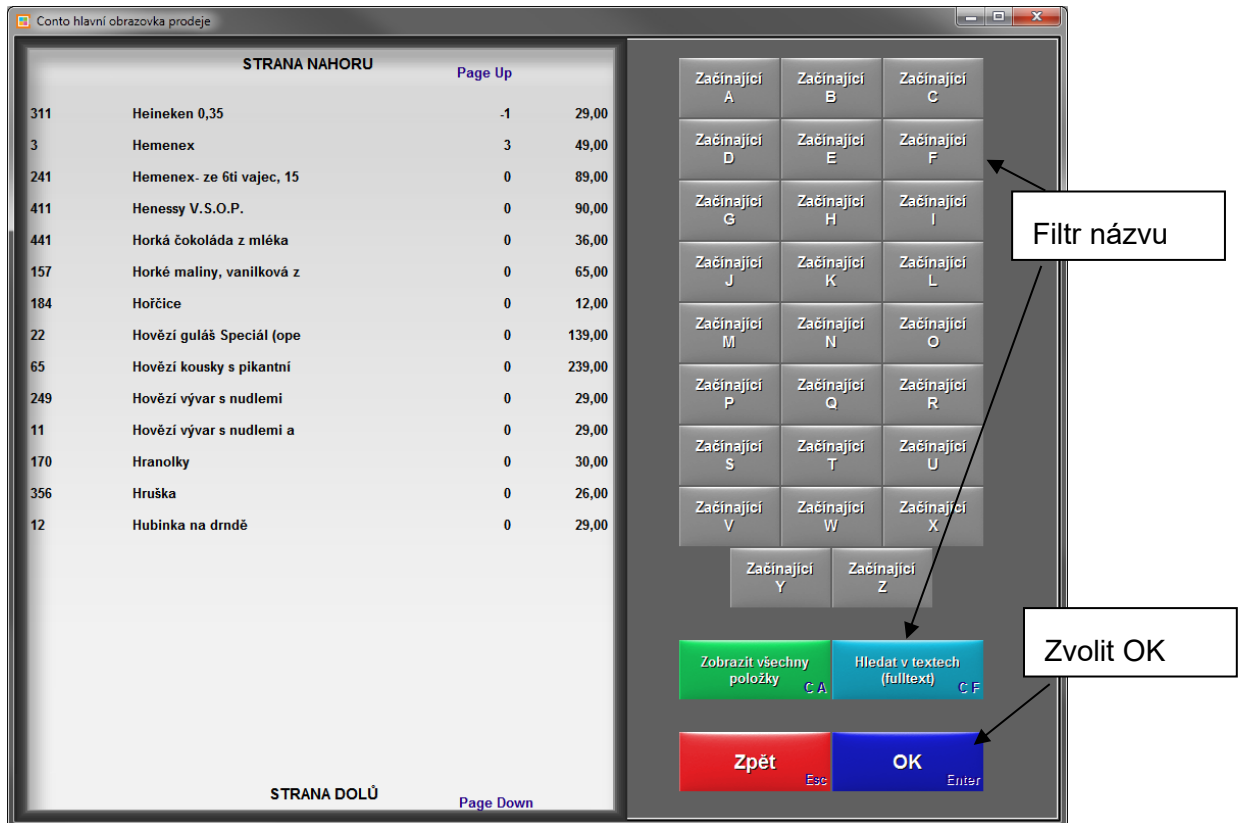 Conto hlavní obrazovka prodeje
STRANA NAHORU Page Up
311 Heineken 0,35 -1 29,00
3 Hemenex 3 49,00
241 Hemenex- ze 6ti vajec, 15 0 89,00
411 Henessy V.S.O.P. 0 90,00
441 Horká čokoláda z mléka 0 36,00
157 Horké maliny, vanilková z 0 65,00
184 Hořčice 0 12,00
22 Hovězí guláš Speciál (ope 0 139,00
65 Hovězí kousky s pikantní 0 239,00
249 Hovězí vývar s nudlemi 0 29,00
11 Hovězí vývar s nudlemi a 0 29,00
170 Hranolky 0 30,00
356 Hruška 0 26,00
12 Hubinka na drndě 0 29,00
STRANA DOLŮ Page Down
Začínající Začínající Začínající
A B C
Začínající Začínající Začínající
D E F
Začínající Začínající Začínající
G H I
Začínající Začínající Začínající
J K L
Začínající Začínající Začínající
M N O
Začínající Začínající Začínající
P Q R
Začínající Začínající Začínající
S T U
Začínající Začínající Začínající
V W X
Začínající Začínající
Y Z
Zobrazit všechny Hledat v textech
položky C A (fulltext) C F
Zpět OK
Esc Enter
Filtr názvu
Zvolit OK